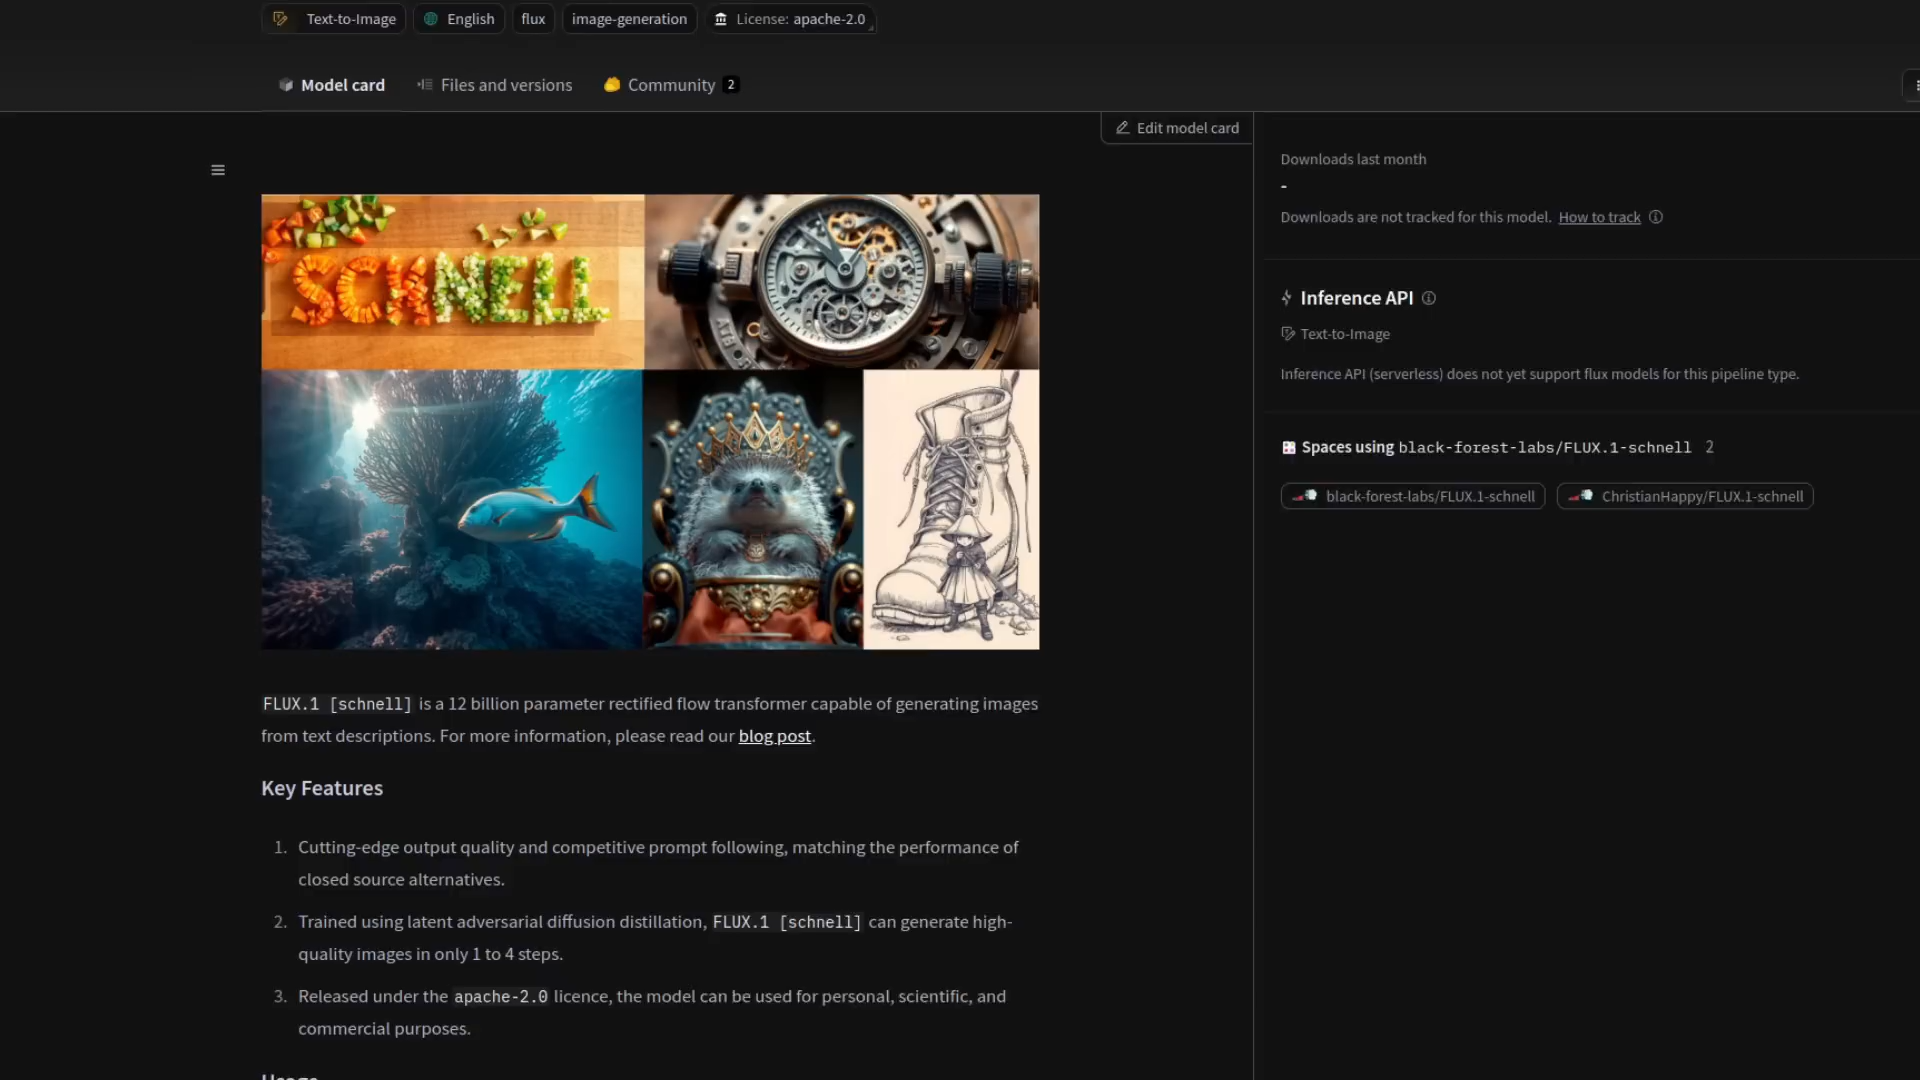 Text-to-Image English flux image-generation License: apache-2.0
Model card Files and versions Community 2
Edit model card
SCHNELL
FLUX.1 [schnell] is a 12 billion parameter rectified flow transformer capable of generating images
from text descriptions. For more information, please read our blog post.
Key Features
1. Cutting-edge output quality and competitive prompt following, matching the performance of
closed source alternatives.
2. Trained using latent adversarial diffusion distillation, FLUX.1 [schnell] can generate high-
quality images in only 1 to 4 steps.
3. Released under the apache-2.0 licence, the model can be used for personal, scientific, and
commercial purposes.
Downloads last month
-
Downloads are not tracked for this model. How to track
Inference API
Text-to-Image
Inference API (serverless) does not yet support flux models for this pipeline type.
Spaces using black-forest-labs/FLUX.1-schnell 2
black-forest-labs/FLUX.1-schnell ChristianHappy/FLUX.1-schnell